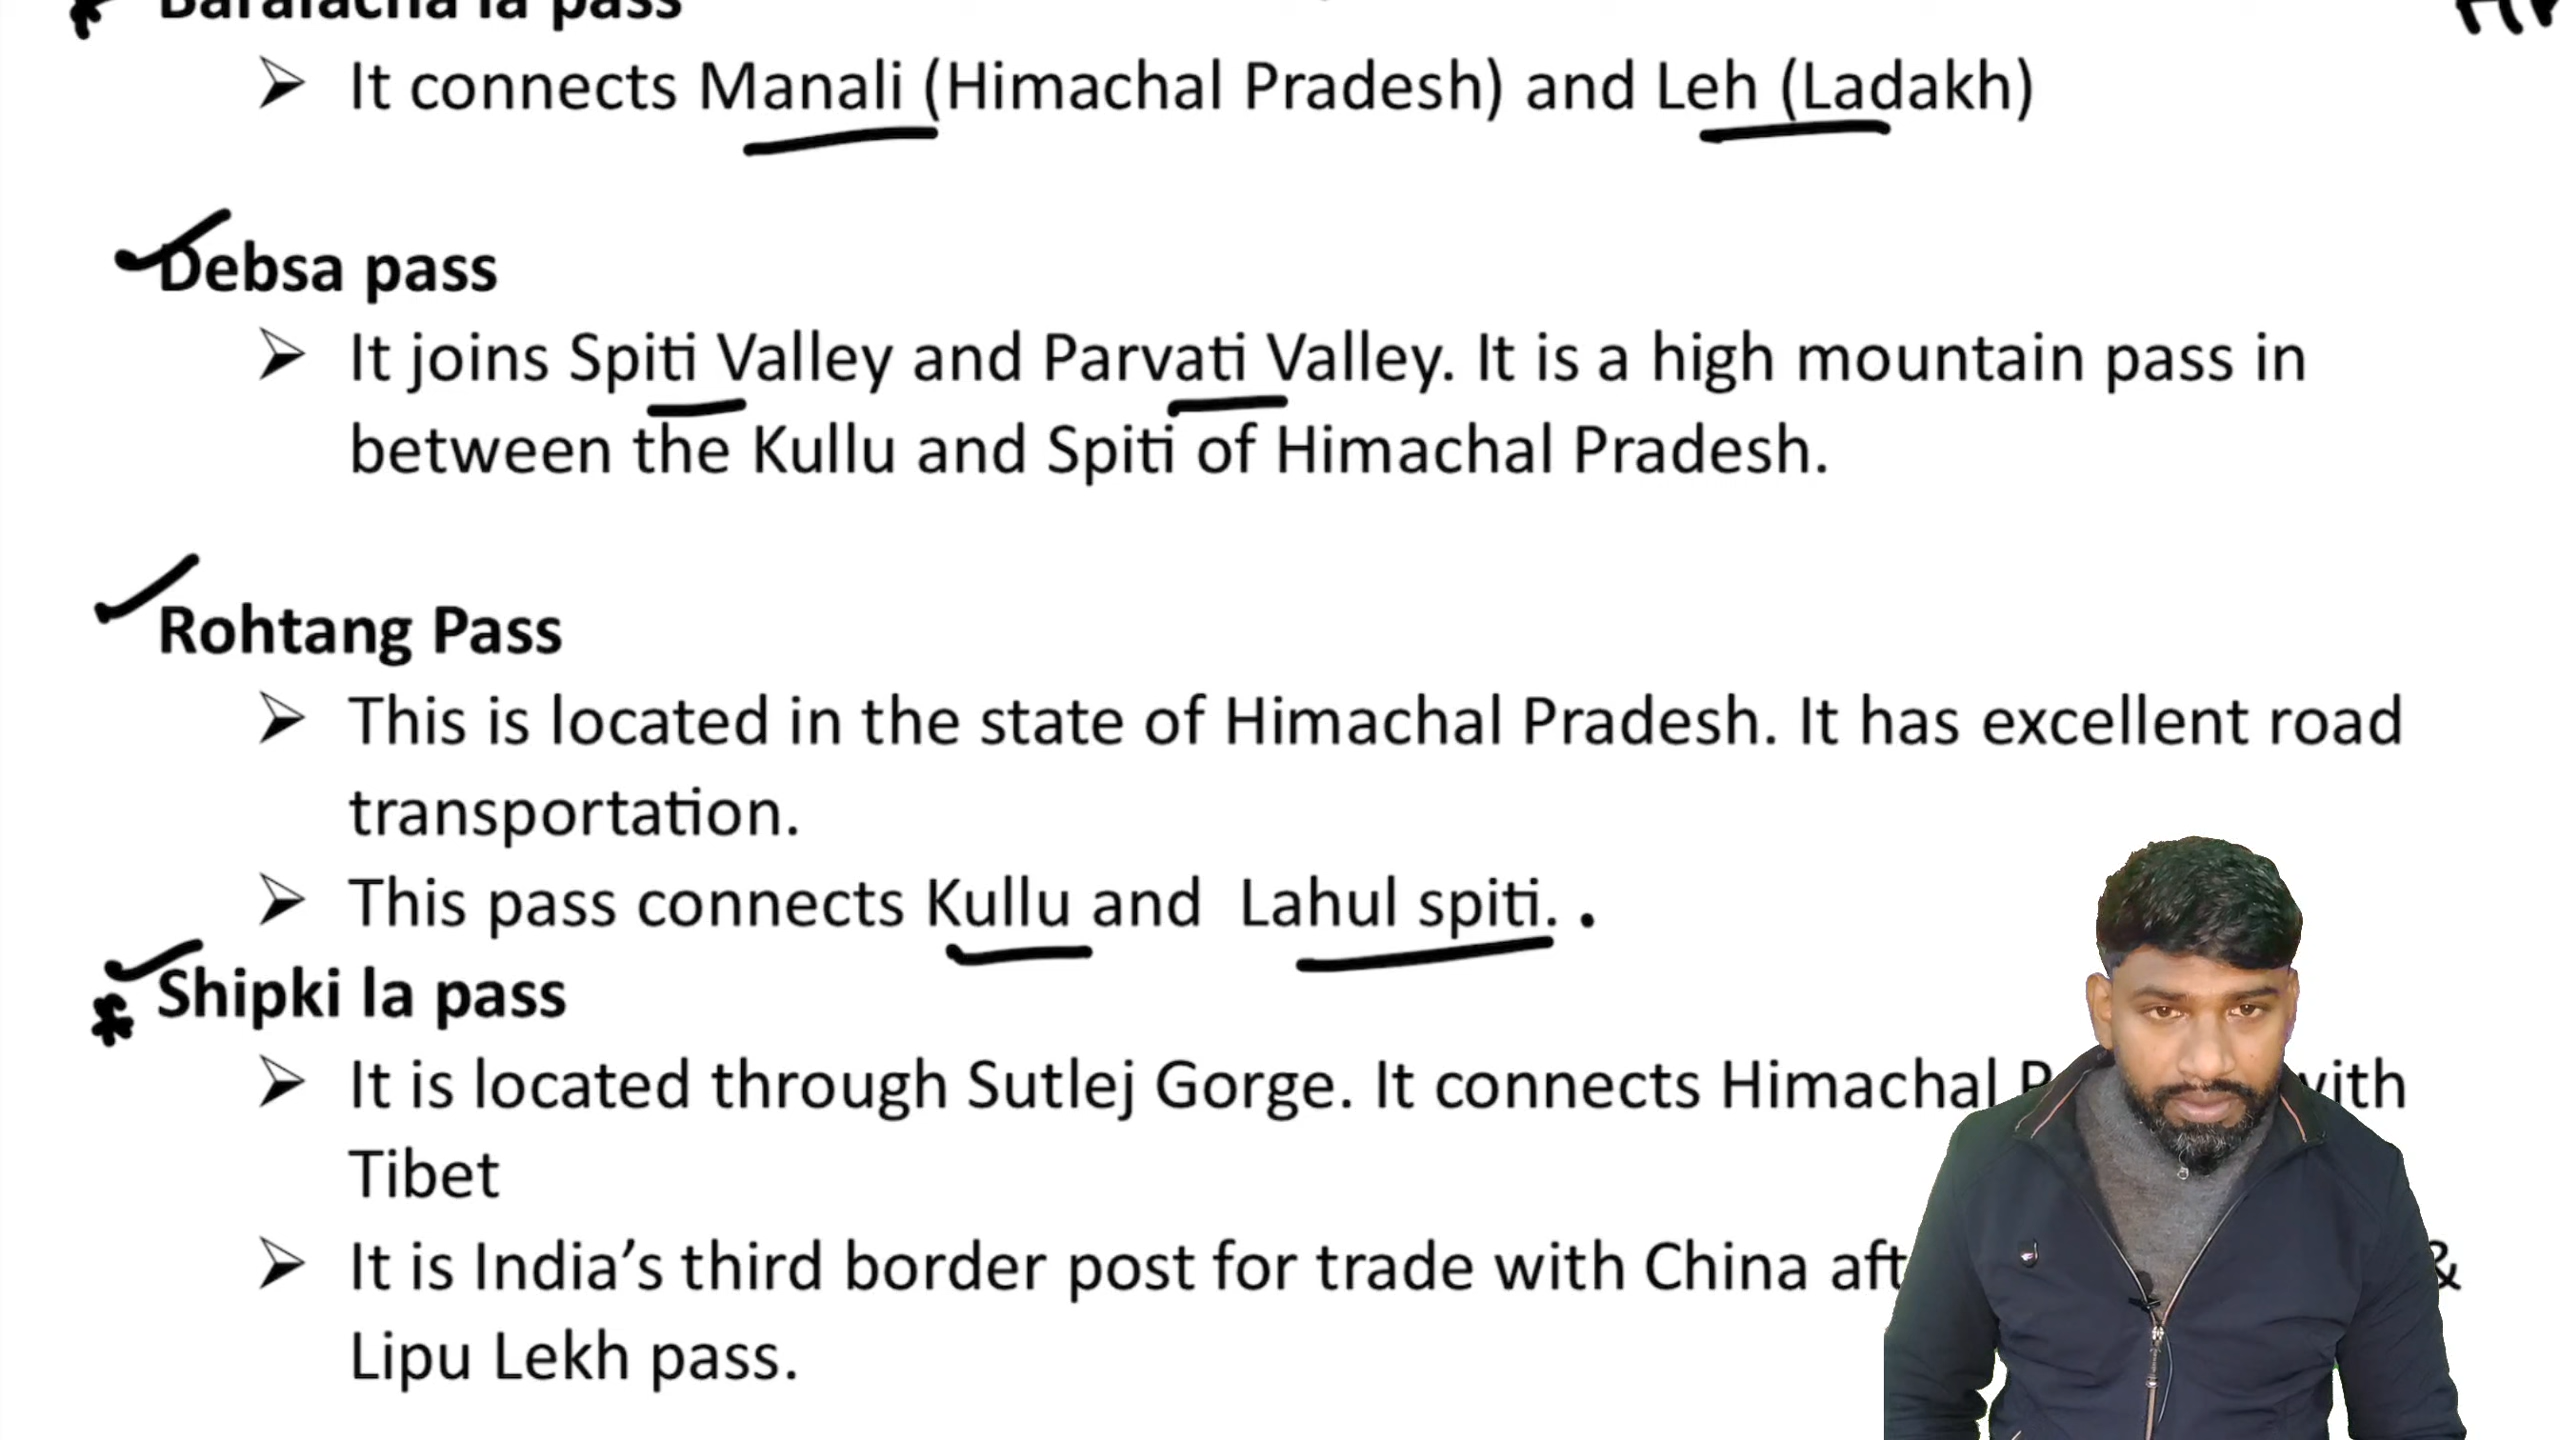 Baralacha la pass
It connects Manali (Himachal Pradesh) and Leh (Ladakh)
Debsa pass
It joins Spiti Valley and Parvati Valley. It is a high mountain pass in
between the Kullu and Spiti of Himachal Pradesh.
Rohtang Pass
This is located in the state of Himachal Pradesh. It has excellent road
transportation.
This pass connects Kullu and Lahul spiti. .
Shipki la pass
It is located through Sutlej Gorge. It connects Himachal with
Tibet
It is India's third border post for trade with China &
Lipu Lekh pass.